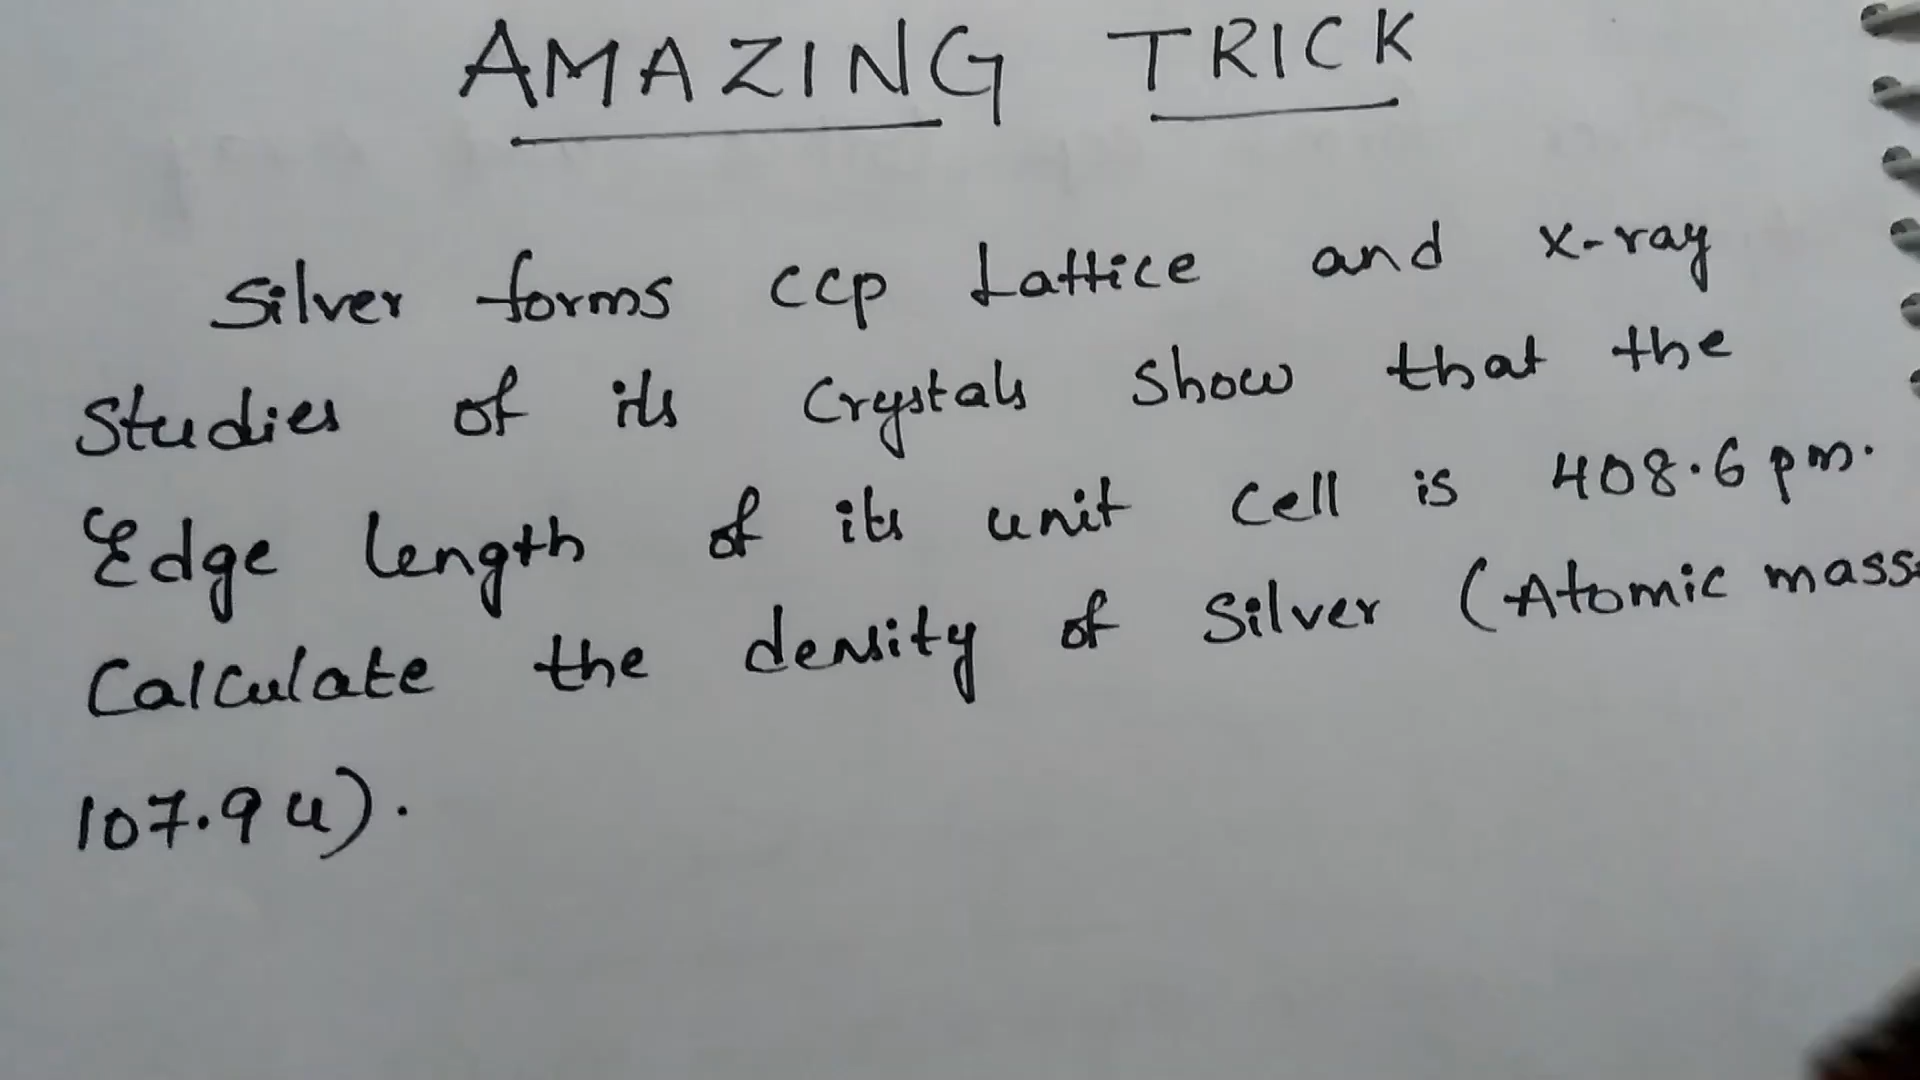 AMAZING TRICK
Silver forms ccp Lattice and x-ray
Studies of its Crystals Show that the
Edge length of its unit Cell is 408.6 pm.
Calculate the density of Silver (Atomic mass=
107.9 u).